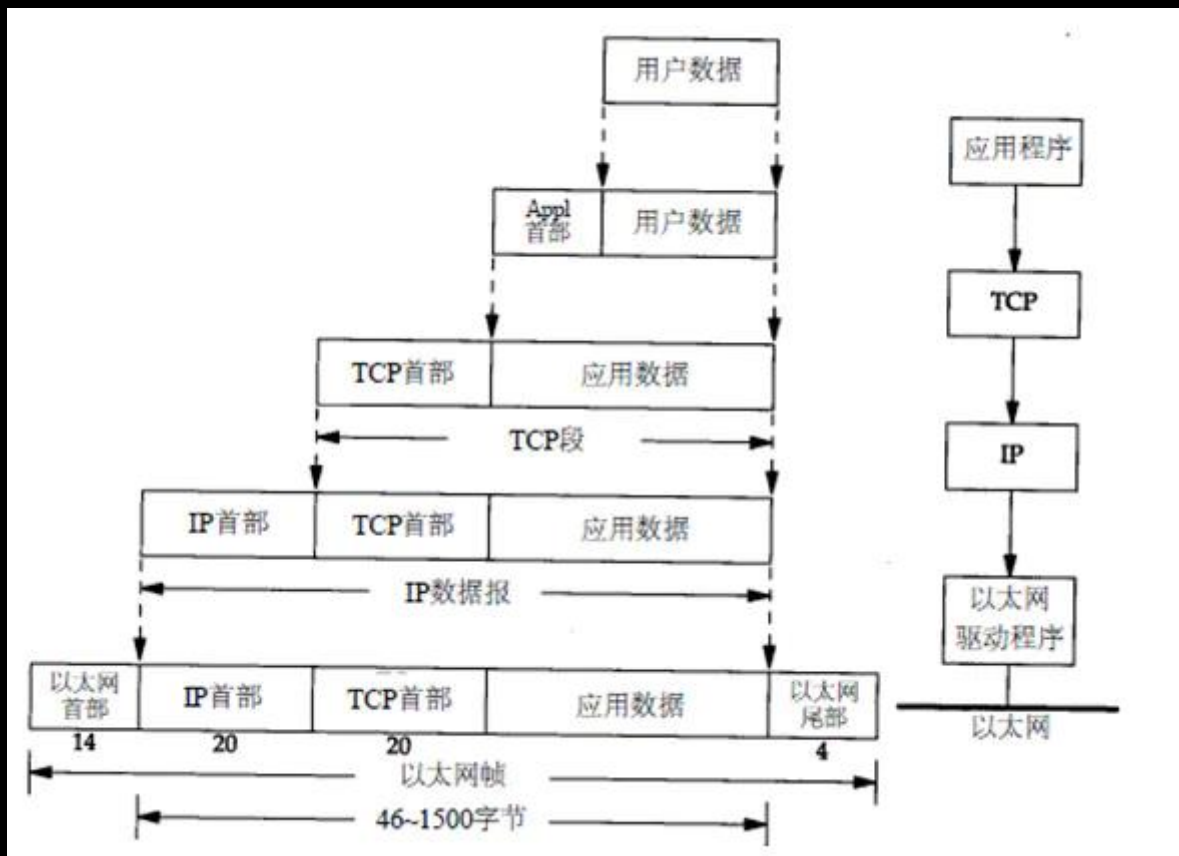 用户数据
应用程序
Appl
首部
用户数据
TCP
TCP首部
应用数据
TCP段
IP
IP首部
TCP首部
应用数据
IP数据报
以太网
驱动程序
以太网
首部
IP首部
TCP首部
应用数据
以太网
尾部
以太网
14
20
20
4
以太网帧
46~1500字节